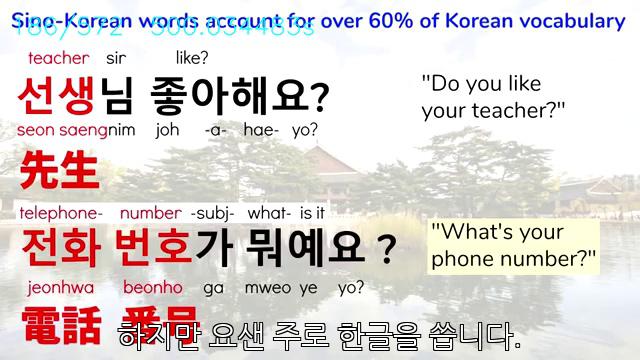 Sino-Korean words account for over 60% of Korean vocabulary
teacher sir like?
선생님 좋아해요?
"Do you like
your teacher?"
seon saengnim joh -a- hae- yo?
先生
telephone- number -subj- what- is it
전화 번호가 뭐예요 ?
"What's your
phone number?"
jeonhwa beonho ga mweo ye yo?
電話 番号
하지만 요샌 주로 한글을 씁니다.